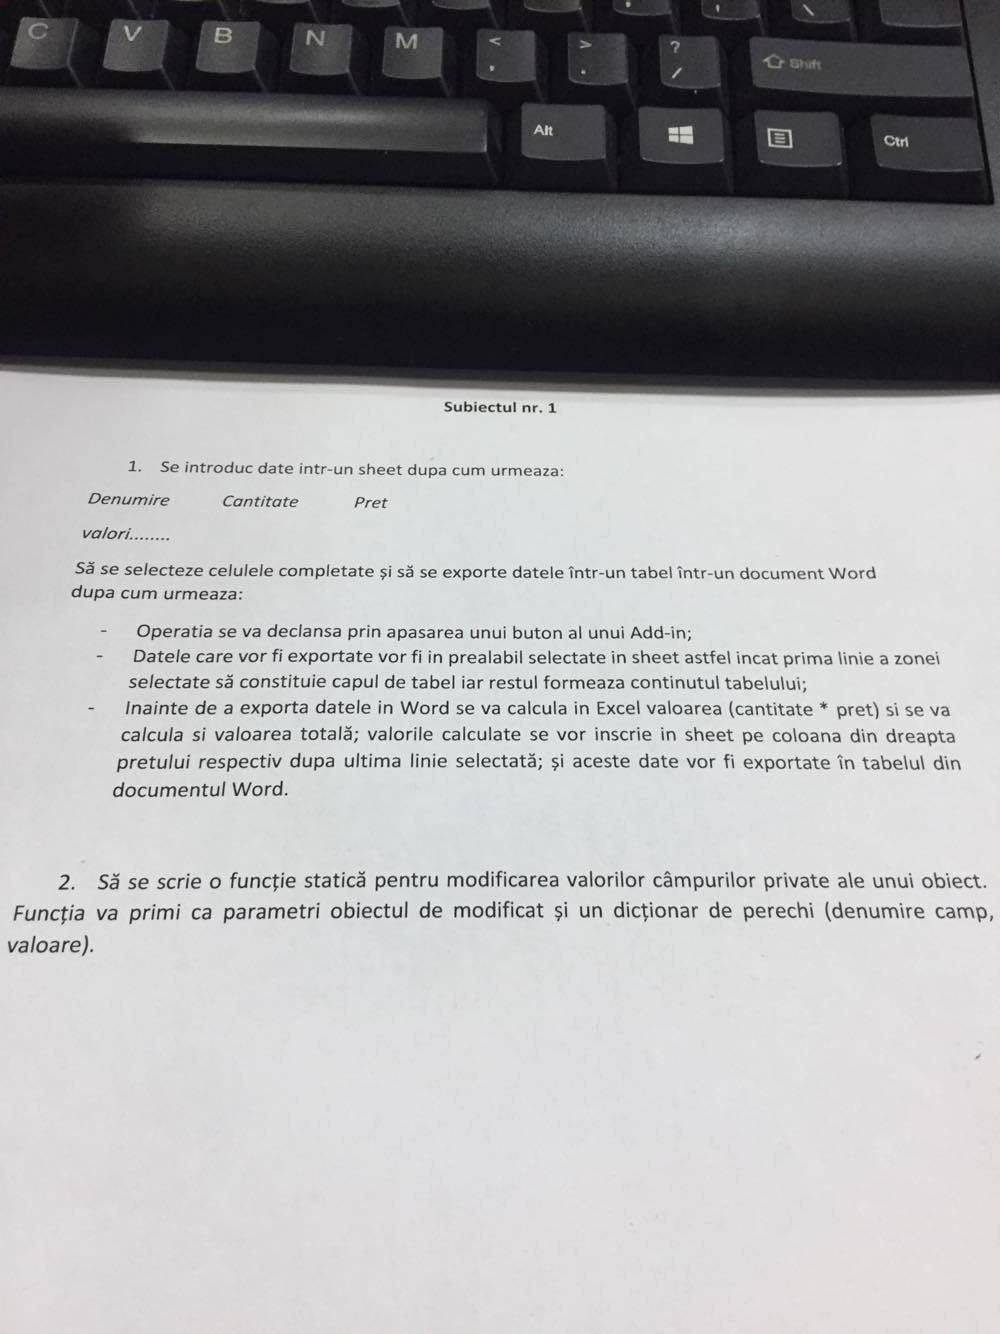 C V B N M < , > . ? / Shift
Alt Ctrl
Subiectul nr. 1
1. Se introduc date intr-un sheet dupa cum urmeaza:
Denumire Cantitate Pret
valori........
Să se selecteze celulele completate și să se exporte datele într-un tabel într-un document Word
dupa cum urmeaza:
- Operatia se va declansa prin apasarea unui buton al unui Add-in;
- Datele care vor fi exportate vor fi in prealabil selectate in sheet astfel incat prima linie a zonei
selectate să constituie capul de tabel iar restul formeaza continutul tabelului;
- Inainte de a exporta datele in Word se va calcula in Excel valoarea (cantitate * pret) si se va
calcula si valoarea totală; valorile calculate se vor inscrie in sheet pe coloana din dreapta
pretului respectiv dupa ultima linie selectată; și aceste date vor fi exportate în tabelul din
documentul Word.
2. Să se scrie o funcție statică pentru modificarea valorilor câmpurilor private ale unui obiect.
Funcția va primi ca parametri obiectul de modificat și un dicționar de perechi (denumire camp,
valoare).